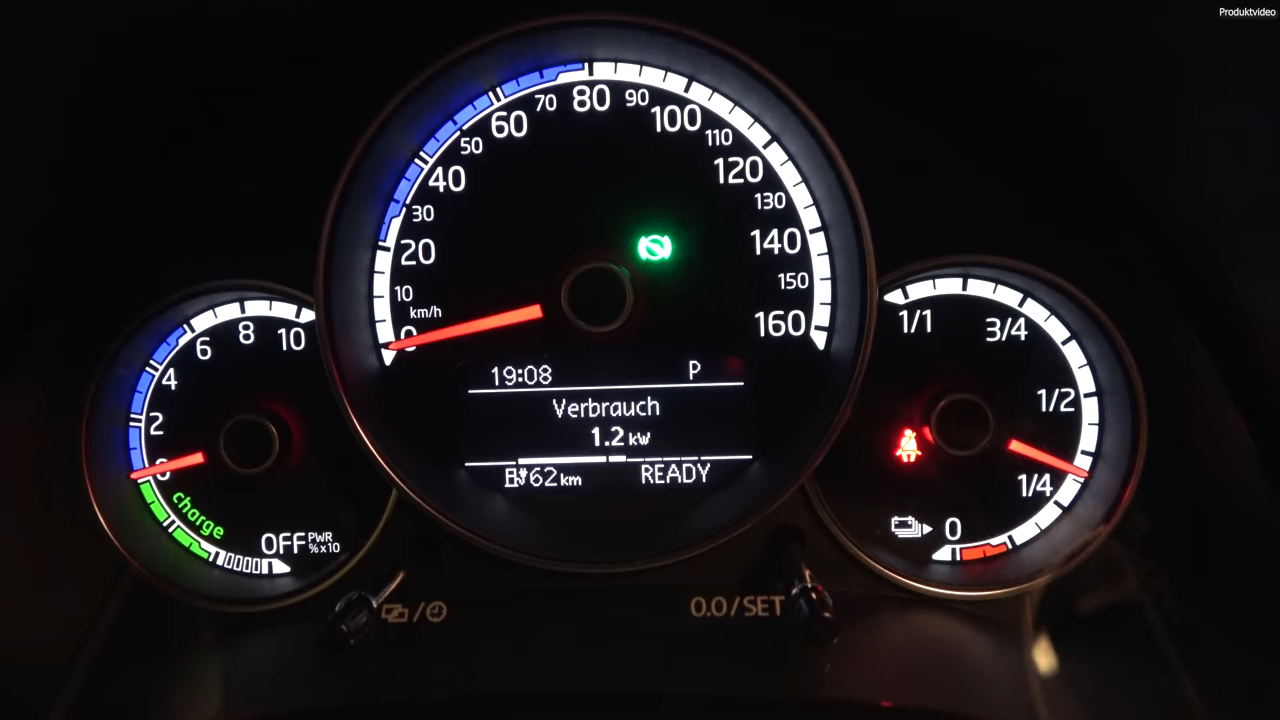 Produktvideo
0
10
20
30
40
50
60
70
80
90
100
110
120
130
140
150
160
km/h
19:08 P
Verbrauch
1.2 kW
62 km READY
0
2
4
6
8
10
charge
OFF PWR
%x10
1/1
3/4
1/2
1/4
0
/
0.0/SET